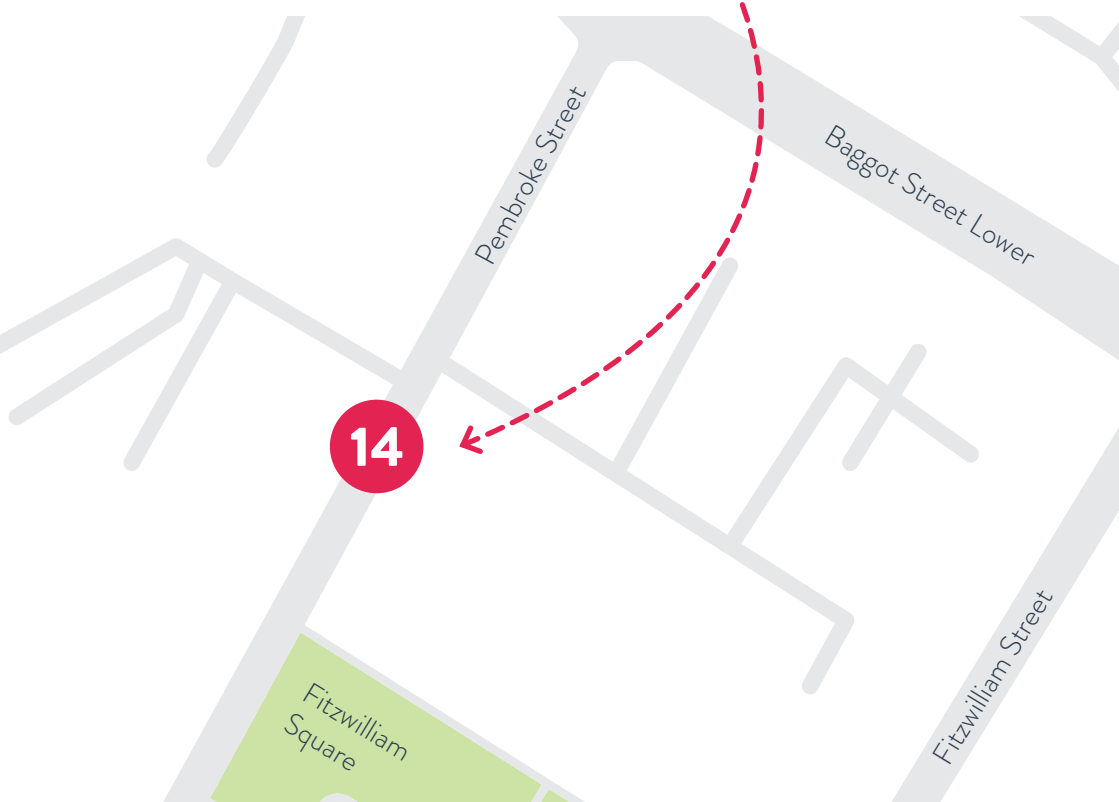 Pembroke Street
Baggot Street Lower
14
Fitzwilliam Street
Fitzwilliam
Square